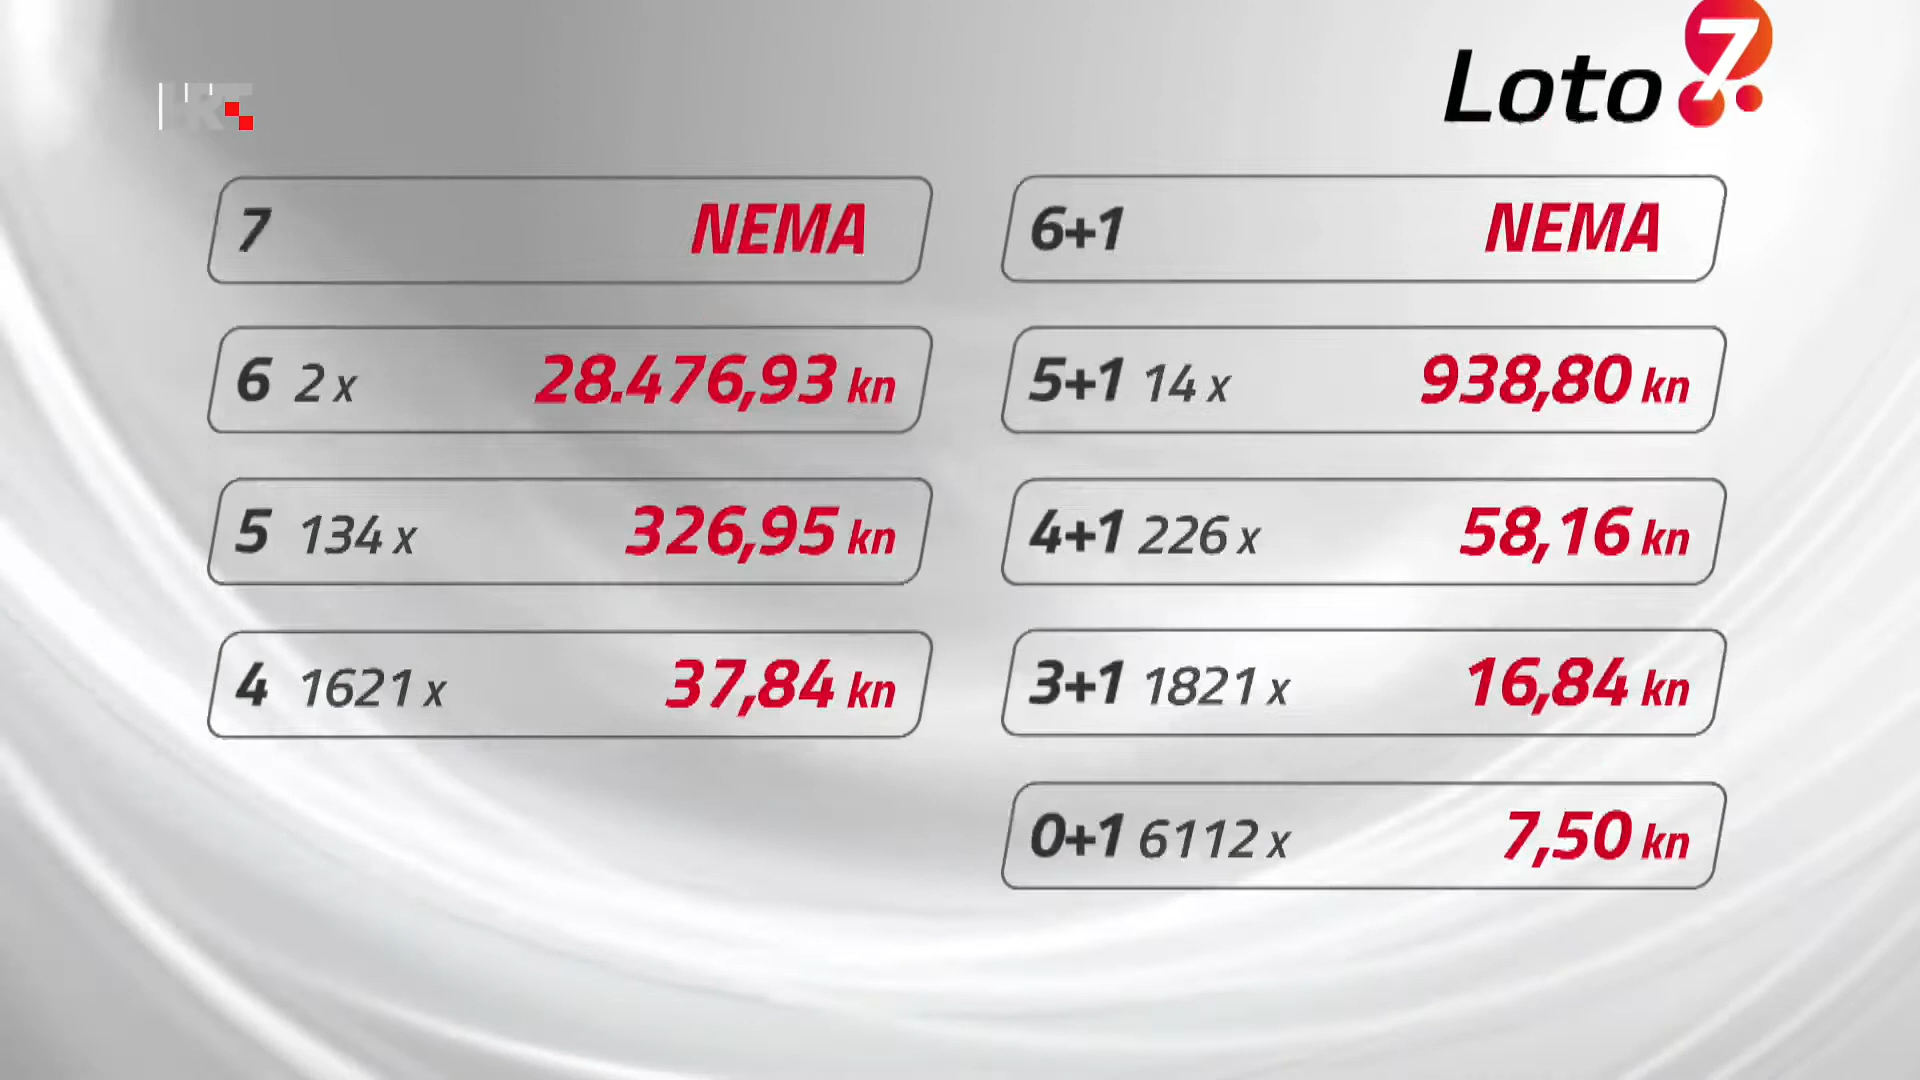 HRT
Loto 7
7 NEMA
6+1 NEMA
6 2 x 28.476,93 kn
5+1 14 x 938,80 kn
5 134 x 326,95 kn
4+1 226 x 58,16 kn
4 1621 x 37,84 kn
3+1 1821 x 16,84 kn
0+1 6112 x 7,50 kn